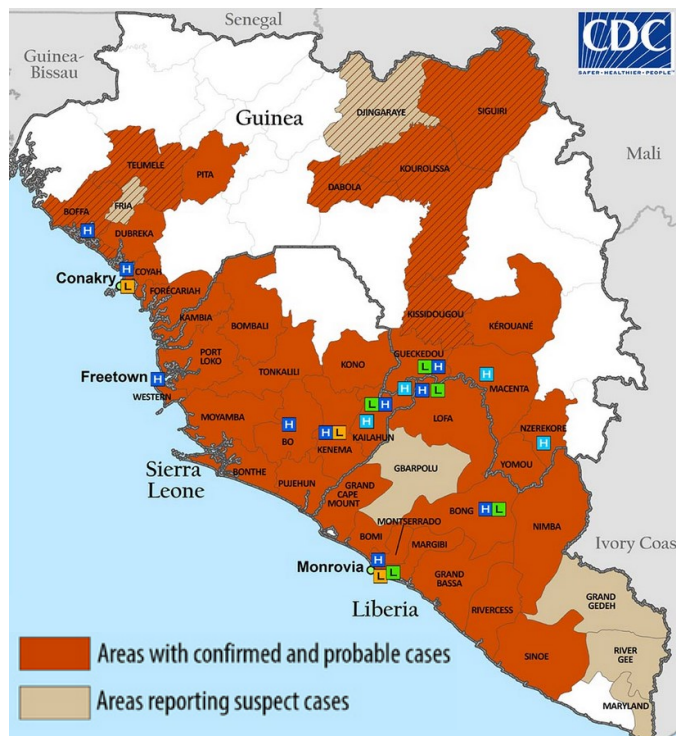 Senegal
CDC
SAFER•HEALTHIER•PEOPLE™
Guinea-
Bissau
Guinea
DJINGARAYE
SIGUIRI
Mali
TELIMELE
PITA
KOUROUSSA
DABOLA
BOFFA
FRIA
H
DUBREKA
H
COYAH
Conakry
L
FORÉCARIAH
KAMBIA
BOMBALI
KISSIDOUGOU
KÉROUANÉ
PORT
LOKO
KONO
GUECKEDOU
L H
TONKALILI
H
MACENTA
Freetown
H
WESTERN
H
H L
L H
MOYAMBA
H
LOFA
NZEREKORE
H
BO
H L
KENEMA
H
KAILAHUN
YOMOU
Sierra
Leone
BONTHE
PUJEHUN
GBARPOLU
GRAND
CAPE
MOUNT
MONTSERRADO
BONG
H L
NIMBA
BOMI
MARGIBI
Ivory Coas
H
Monrovia
L L
GRAND
BASSA
GRAND
GEDEH
Liberia
RIVERCESS
SINOE
RIVER
GEE
MARYLAND
Areas with confirmed and probable cases
Areas reporting suspect cases